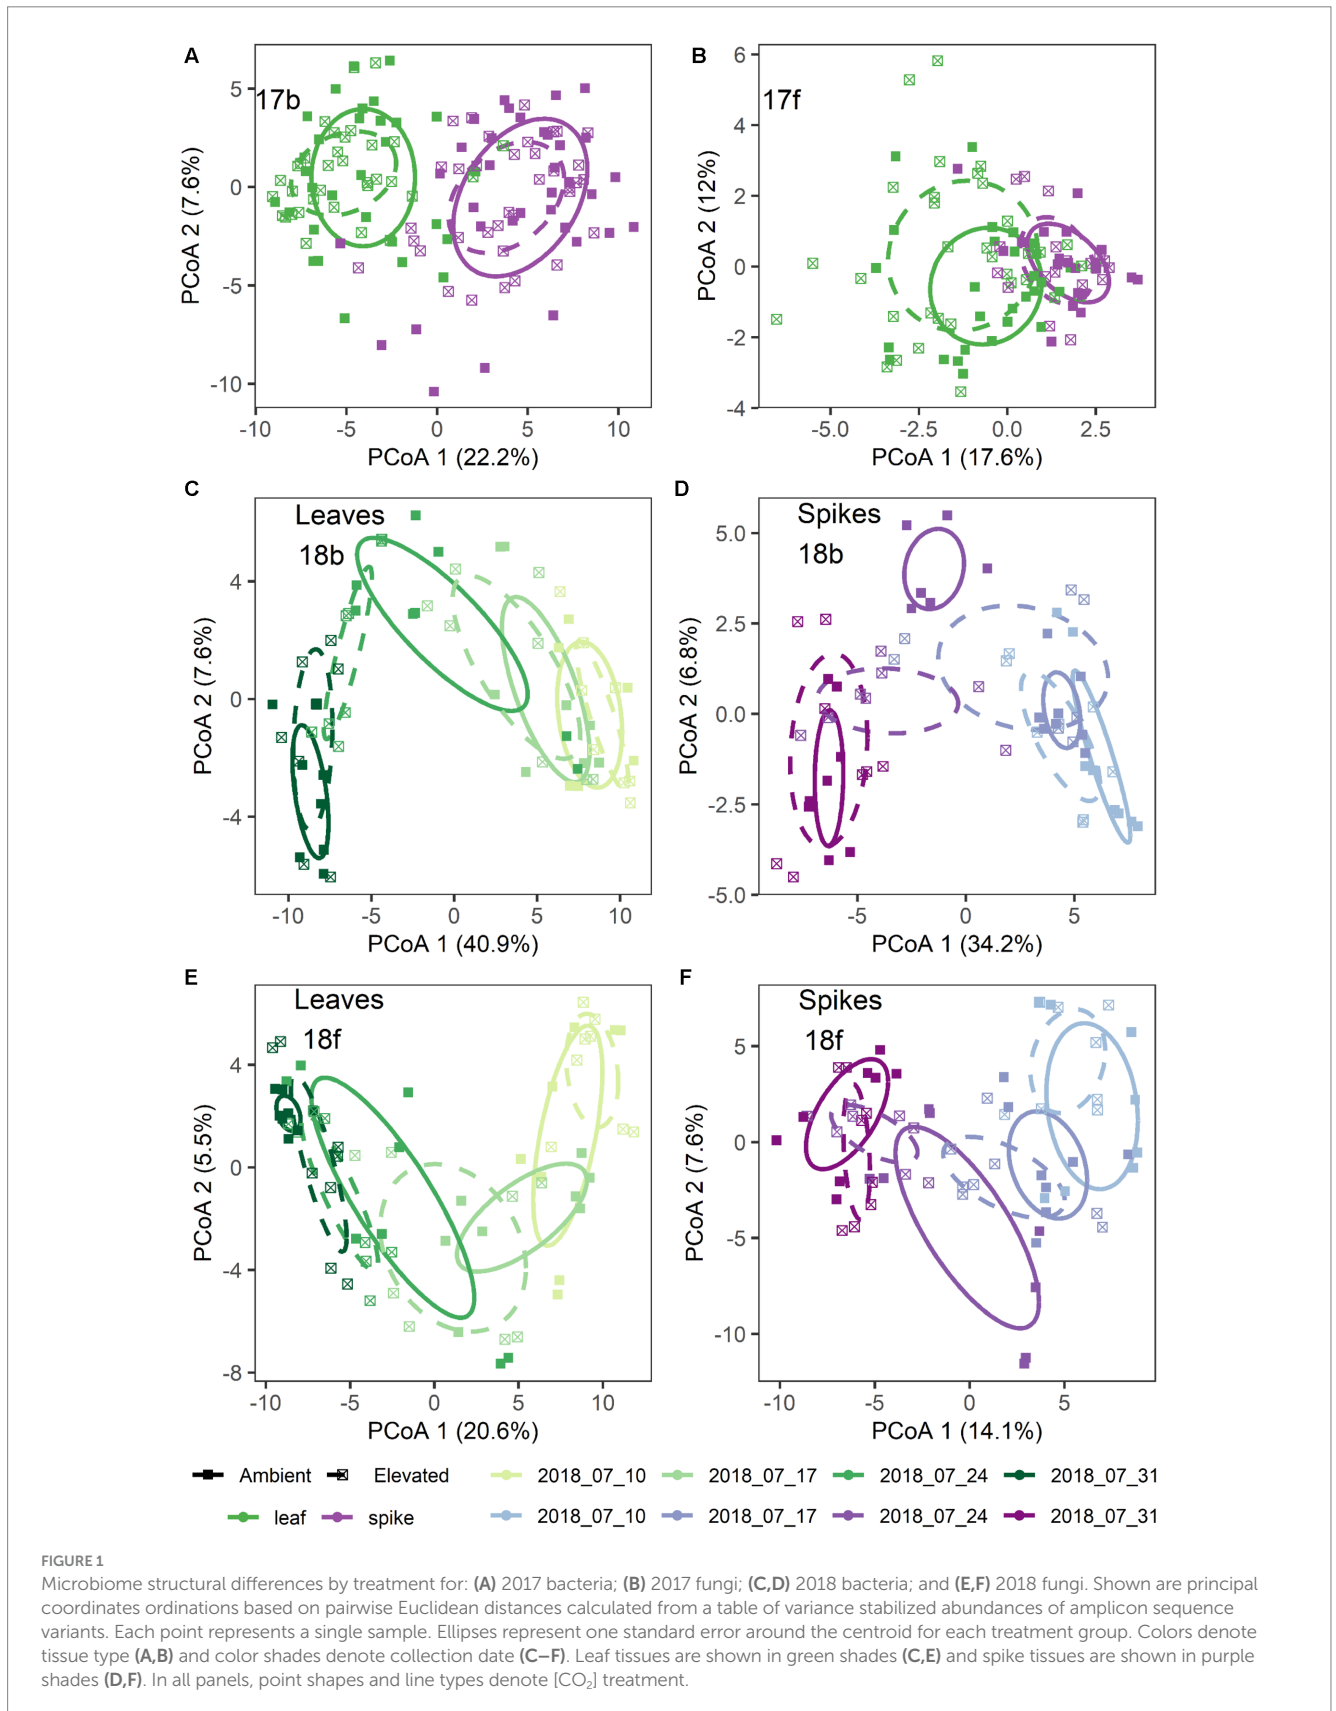 A
17b
5
0
-5
-10
-10
-5
0
5
10
PCoA 2 (7.6%)
PCoA 1 (22.2%)
B
17f
6
4
2
0
-2
-4
-5.0
-2.5
0.0
2.5
PCoA 2 (12%)
PCoA 1 (17.6%)
C
Leaves
18b
4
0
-4
-10
-5
0
5
10
PCoA 2 (7.6%)
PCoA 1 (40.9%)
D
Spikes
18b
5.0
2.5
0.0
-2.5
-5.0
-5
0
5
PCoA 2 (6.8%)
PCoA 1 (34.2%)
E
Leaves
18f
4
0
-4
-8
-10
-5
0
5
10
PCoA 2 (5.5%)
PCoA 1 (20.6%)
F
Spikes
18f
5
0
-5
-10
-10
-5
0
5
PCoA 2 (7.6%)
PCoA 1 (14.1%)
Ambient Elevated 2018_07_10 2018_07_17 2018_07_24 2018_07_31
leaf spike 2018_07_10 2018_07_17 2018_07_24 2018_07_31
FIGURE 1
Microbiome structural differences by treatment for: (A) 2017 bacteria; (B) 2017 fungi; (C,D) 2018 bacteria; and (E,F) 2018 fungi. Shown are principal
coordinates ordinations based on pairwise Euclidean distances calculated from a table of variance stabilized abundances of amplicon sequence
variants. Each point represents a single sample. Ellipses represent one standard error around the centroid for each treatment group. Colors denote
tissue type (A,B) and color shades denote collection date (C–F). Leaf tissues are shown in green shades (C,E) and spike tissues are shown in purple
shades (D,F). In all panels, point shapes and line types denote [CO₂] treatment.